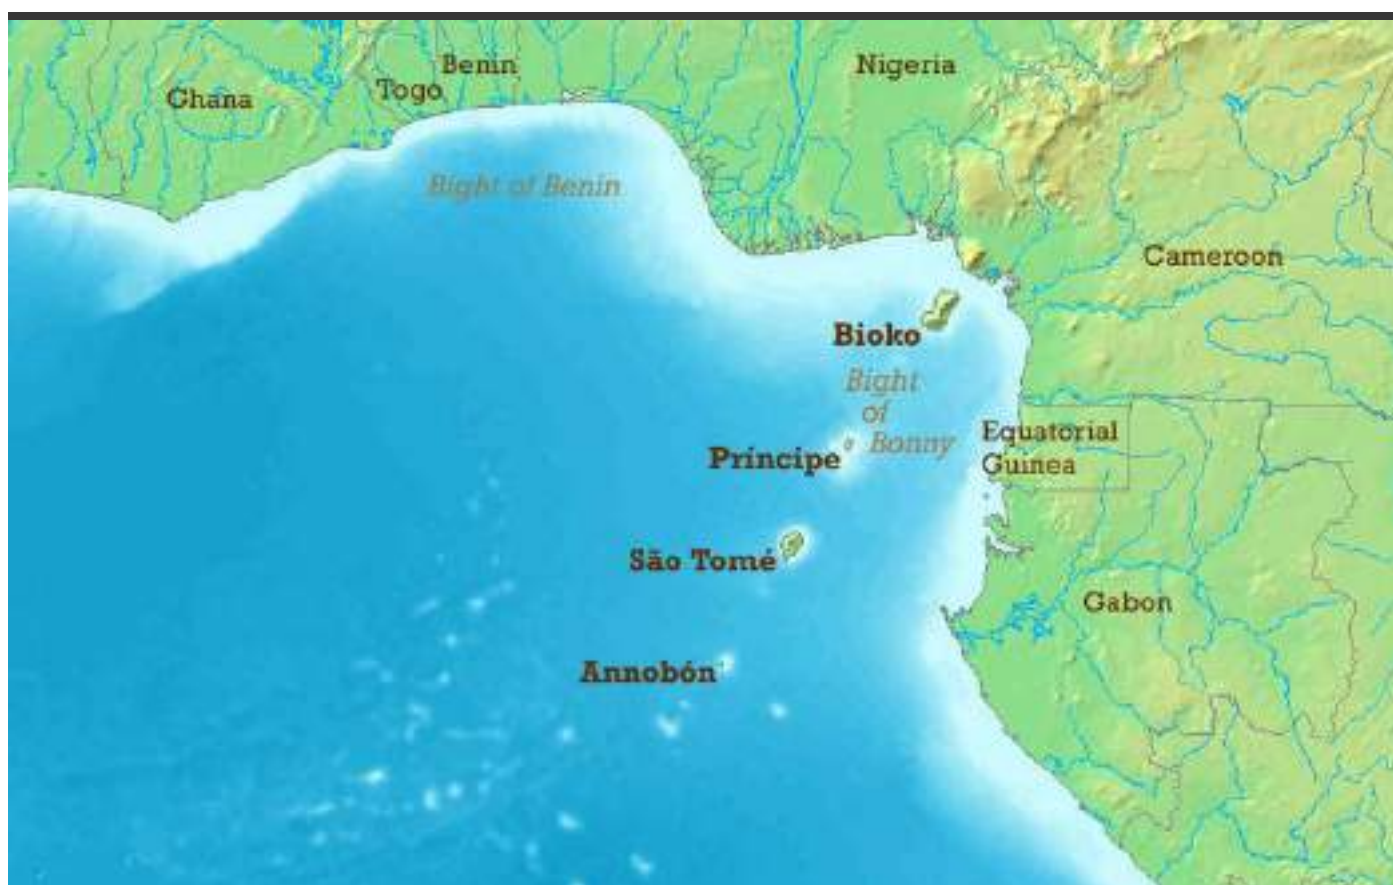 Benin
Nigeria
Togo
Ghana
Bight of Benin
Cameroon
Bioko
Bight
of
Bonny
Equatorial
Guinea
Príncipe
São Tomé
Gabon
Annobón